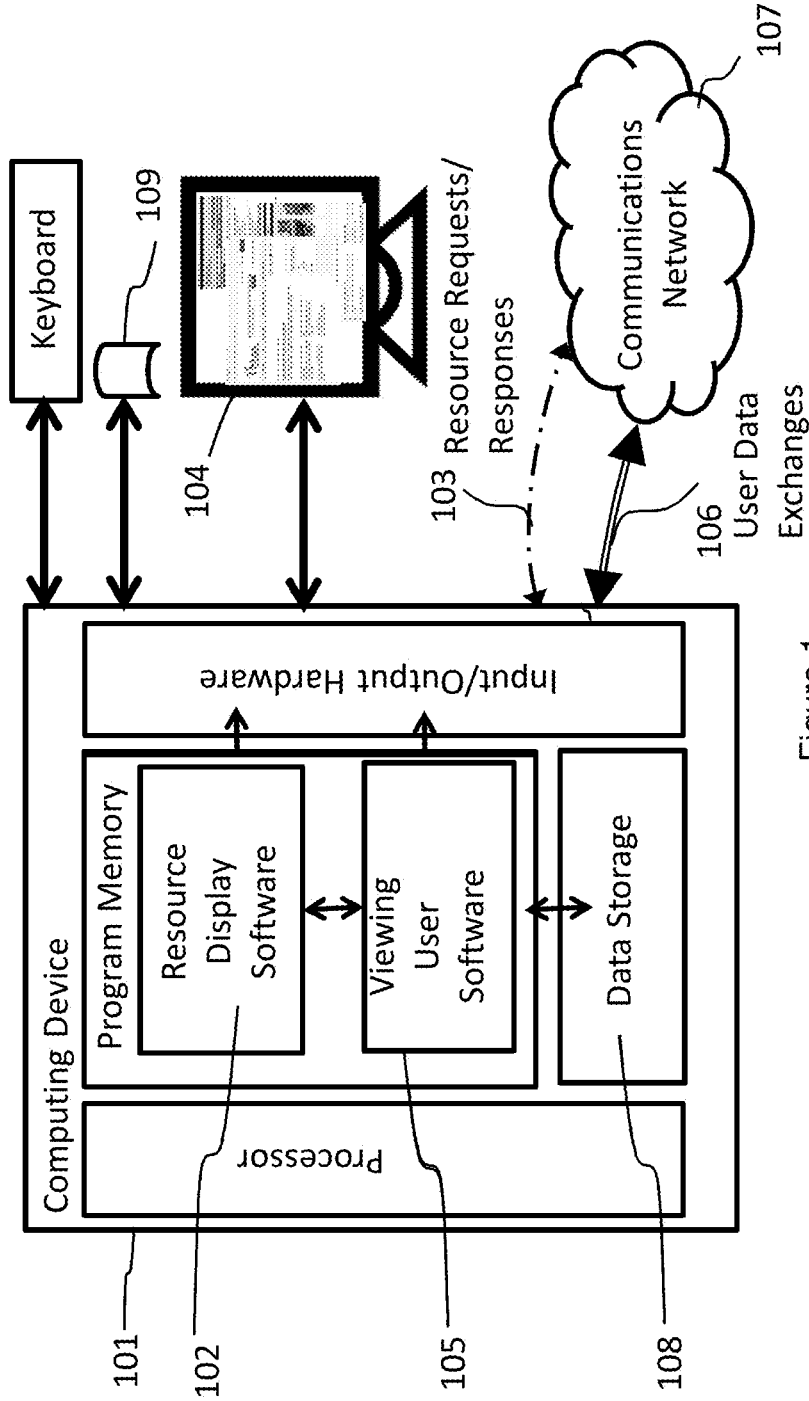 Computing Device
Processor
Program Memory
Resource
Display
Software
Viewing
User
Software
Data Storage
Input/Output Hardware
Keyboard
109
104
103
Resource Requests/
Responses
106
User Data
Exchanges
Communications
Network
107
101
102
105
108
Figure 1